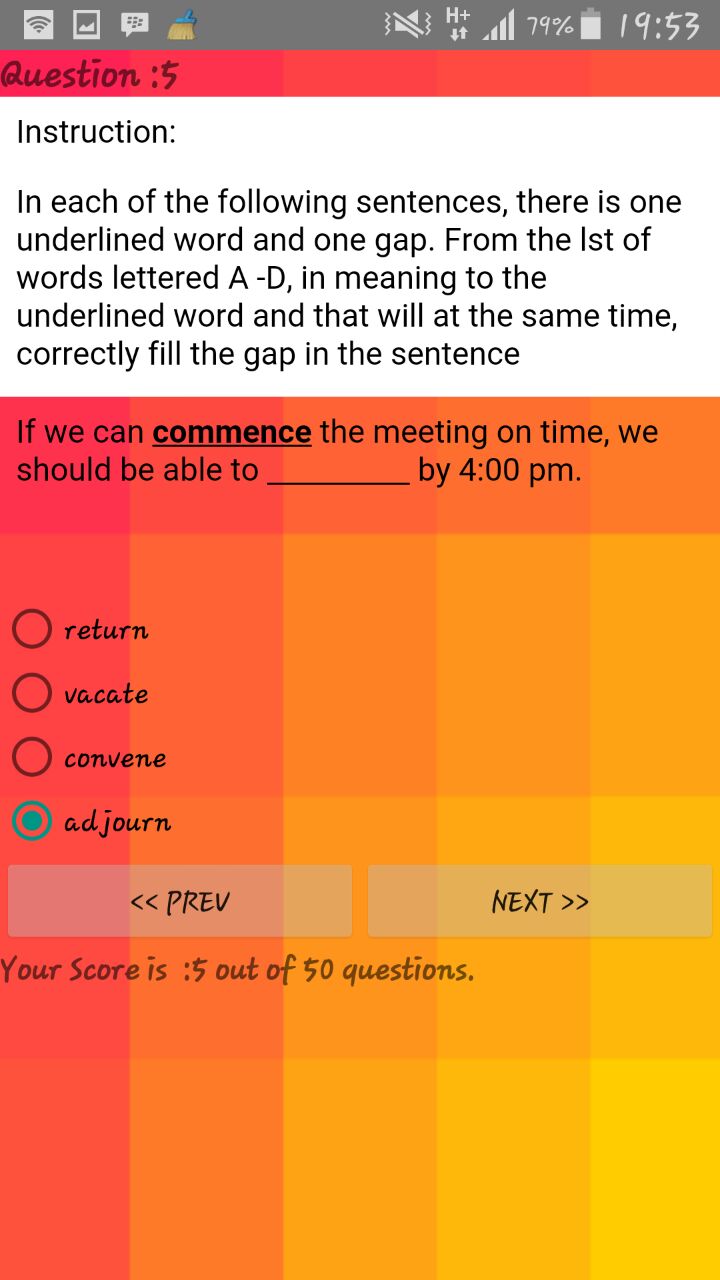 H+ 79% 19:53
Question :5
Instruction:
In each of the following sentences, there is one
underlined word and one gap. From the lst of
words lettered A -D, in meaning to the
underlined word and that will at the same time,
correctly fill the gap in the sentence
If we can commence the meeting on time, we
should be able to _________ by 4:00 pm.
return
vacate
convene
adjourn
<< PREV
NEXT >>
Your Score is :5 out of 50 questions.